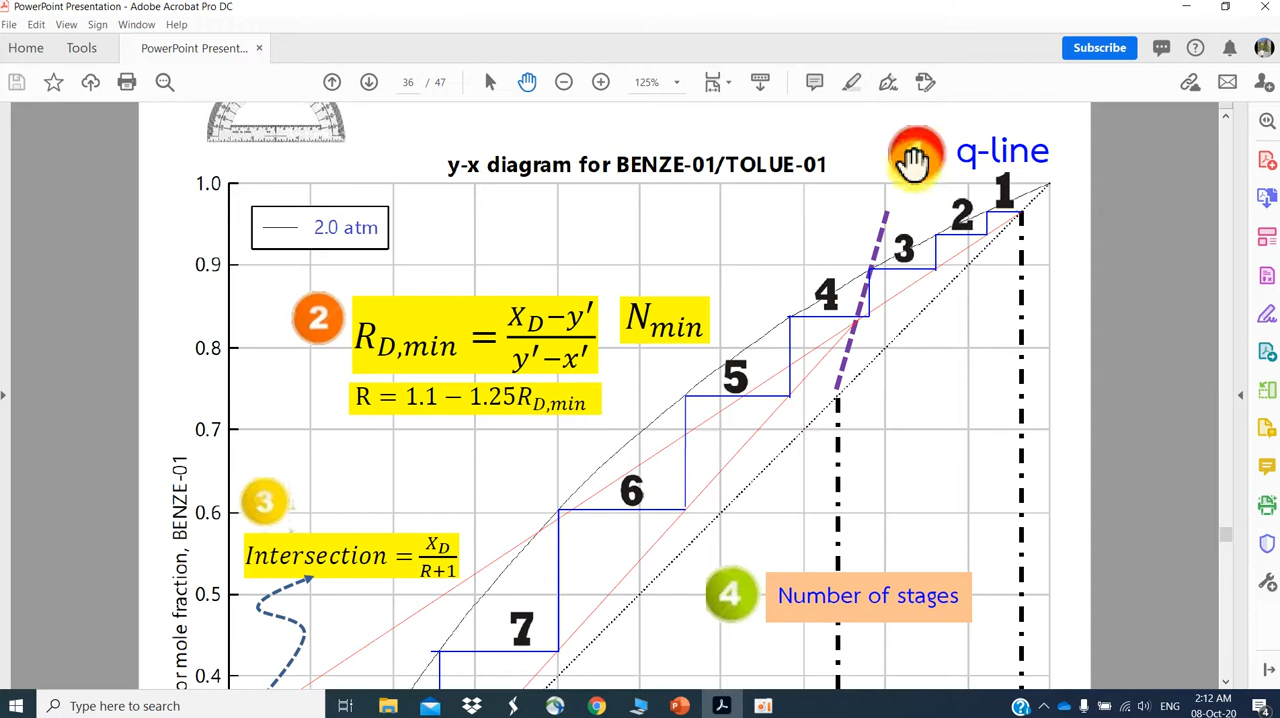 PowerPoint Presentation - Adobe Acrobat Pro DC
File Edit View Sign Window Help
Home Tools PowerPoint Present... × Subscribe
36 / 47 125%
q-line
y-x diagram for BENZE-01/TOLUE-01
1.0
0.9
0.8
0.7
0.6
0.5
0.4
2.0 atm
1
2
3
4
5
6
7
2
R_{D,min} = \frac{X_D-y'}{y'-x'}
N_{min}
R = 1.1 − 1.25R_{D,min}
or mole fraction, BENZE-01
3
Intersection = \frac{X_D}{R+1}
4 Number of stages
Type here to search
ENG
2:12 AM
08-Oct-20
4